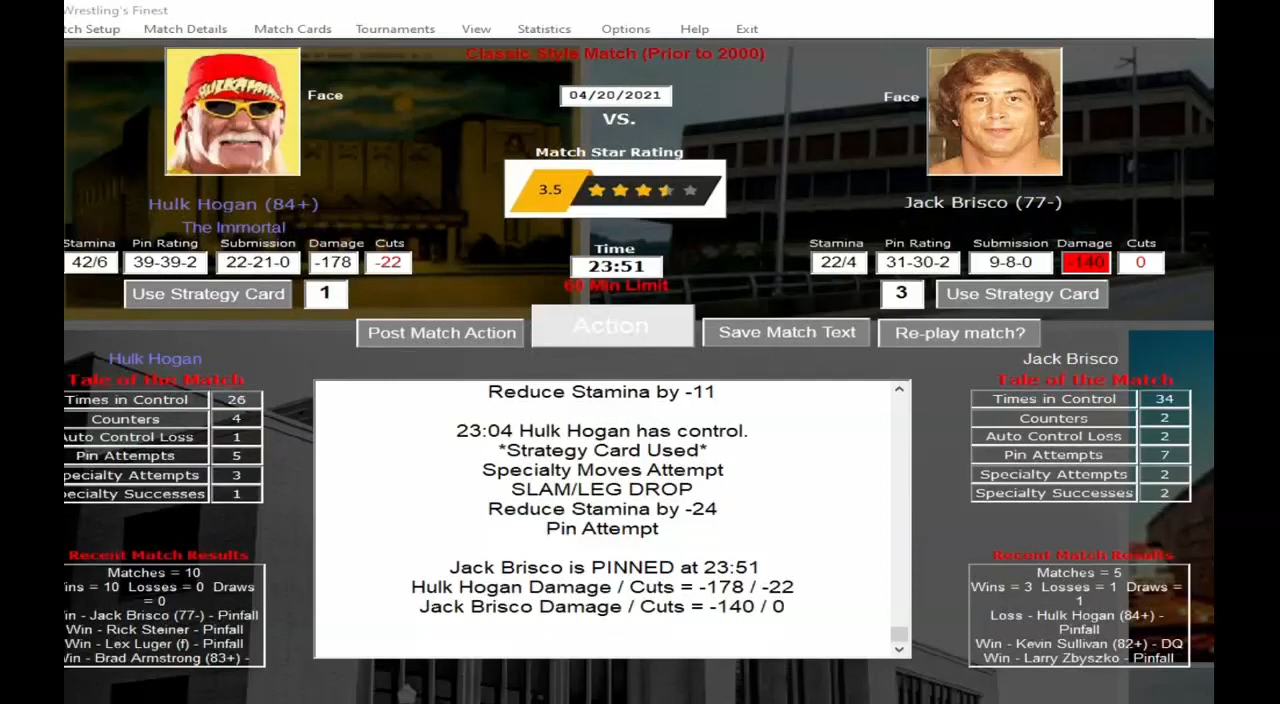 Wrestling's Finest
tch Setup Match Details Match Cards Tournaments View Statistics Options Help Exit
Classic Style Match (Prior to 2000)
HULKAMANIA
Face
04/20/2021
Face
VS.
Match Star Rating
3.5
Hulk Hogan (84+)
Jack Brisco (77-)
The Immortal
Stamina Pin Rating Submission Damage Cuts
42/6 39-39-2 22-21-0 -178 -22
Time
23:51
60 Min Limit
Stamina Pin Rating Submission Damage Cuts
22/4 31-30-2 9-8-0 -140 0
Use Strategy Card 1
3 Use Strategy Card
Post Match Action Action Save Match Text Re-play match?
Hulk Hogan
Tale of the Match
Times in Control 26
Counters 4
Auto Control Loss 1
Pin Attempts 5
pecialty Attempts 3
pecialty Successes 1
Recent Match Results
Matches = 10
ins = 10 Losses = 0 Draws
= 0
in - Jack Brisco (77-) - Pinfall
Win - Rick Steiner - Pinfall
Win - Lex Luger (f) - Pinfall
Win - Brad Armstrong (83+) -
Reduce Stamina by -11
23:04 Hulk Hogan has control.
*Strategy Card Used*
Specialty Moves Attempt
SLAM/LEG DROP
Reduce Stamina by -24
Pin Attempt
Jack Brisco is PINNED at 23:51
Hulk Hogan Damage / Cuts = -178 / -22
Jack Brisco Damage / Cuts = -140 / 0
Jack Brisco
Tale of the Match
Times in Control 34
Counters 2
Auto Control Loss 2
Pin Attempts 7
Specialty Attempts 2
Specialty Successes 2
Recent Match Results
Matches = 5
Wins = 3 Losses = 1 Draws =
1
Loss - Hulk Hogan (84+) -
Pinfall
Win - Kevin Sullivan (82+) - DQ
Win - Larry Zbyszko - Pinfall